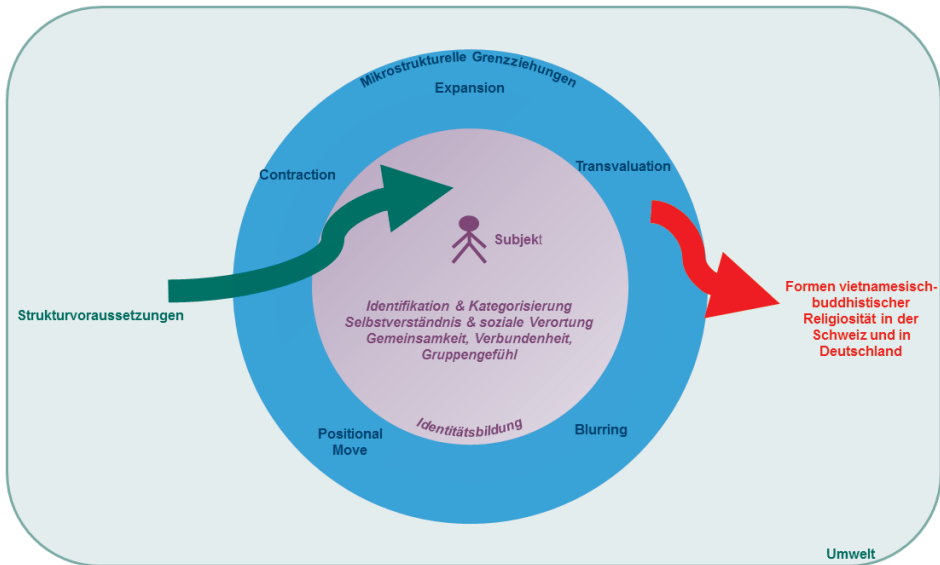 Mikrostrukturelle Grenzziehungen
Expansion
Contraction
Transvaluation
Subjekt
Strukturvoraussetzungen
Identifikation & Kategorisierung
Selbstverständnis & soziale Verortung
Gemeinsamkeit, Verbundenheit,
Gruppengefühl
Formen vietnamesisch-
buddhistischer
Religiosität in der
Schweiz und in
Deutschland
Identitätsbildung
Positional
Move
Blurring
Umwelt